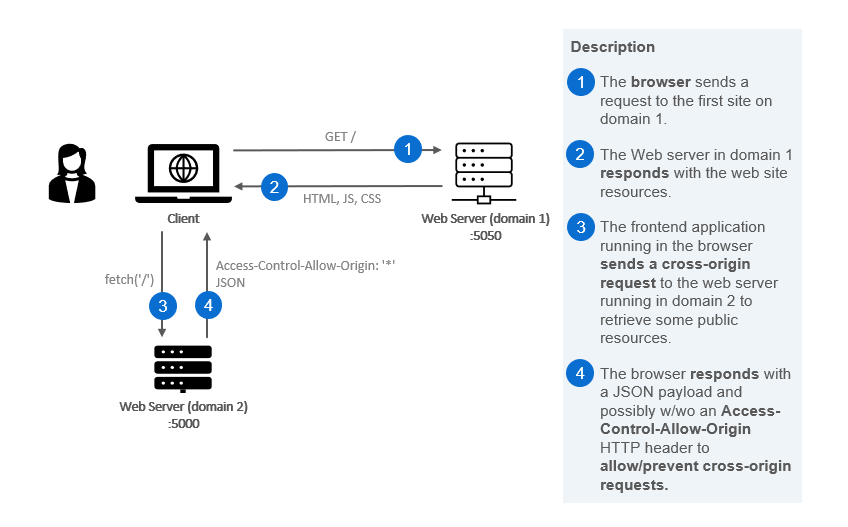 GET /
1
2
HTML, JS, CSS
Client
Web Server (domain 1)
:5050
fetch('/')
Access-Control-Allow-Origin: '*'
JSON
3
4
Web Server (domain 2)
:5000
Description
1
The browser sends a
request to the first site on
domain 1.
2
The Web server in domain 1
responds with the web site
resources.
3
The frontend application
running in the browser
sends a cross-origin
request to the web server
running in domain 2 to
retrieve some public
resources.
4
The browser responds with
a JSON payload and
possibly w/wo an Access-
Control-Allow-Origin
HTTP header to
allow/prevent cross-origin
requests.